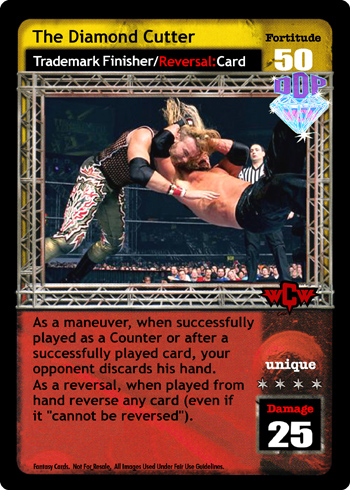 The Diamond Cutter
Fortitude
Trademark Finisher/Reversal:Card
50
DDP
WCW
As a maneuver, when successfully
played as a Counter or after a
successfully played card, your
opponent discards his hand.
As a reversal, when played from
hand reverse any card (even if
it "cannot be reversed").
unique
Damage
25
Fantasy Cards. Not For Resale, All Images Used Under Fair Use Guidelines.